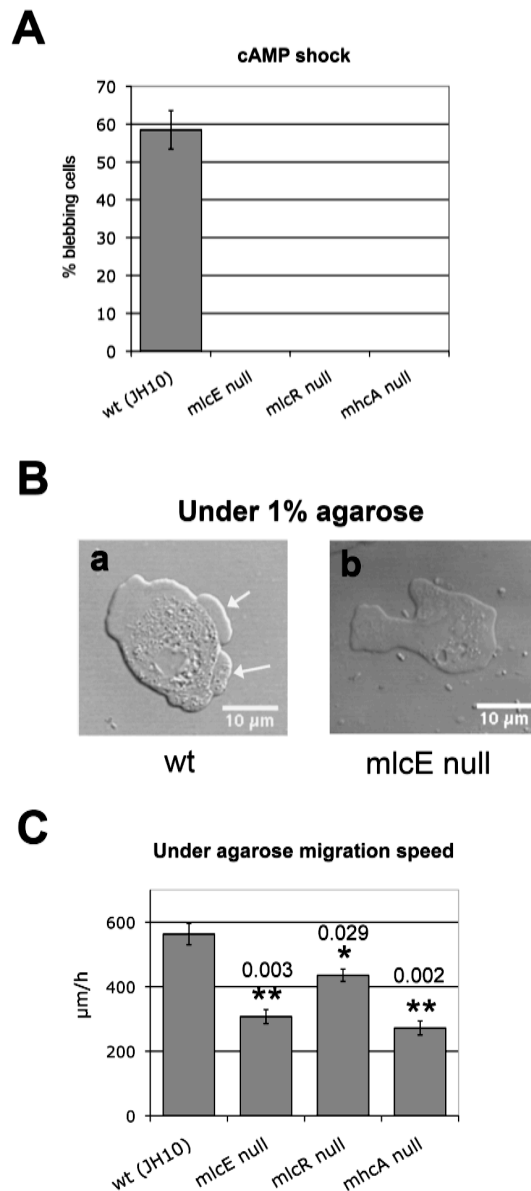 A
cAMP shock
70
60
50
40
30
20
10
0
% blebbing cells
wt (JH10)
mlcE null
mlcR null
mhcA null
B
Under 1% agarose
a
10 µm
wt
b
10 µm
mlcE null
C
Under agarose migration speed
600
400
200
0
µm/h
0.003
**
0.029
*
0.002
**
wt (JH10)
mlcE null
mlcR null
mhcA null